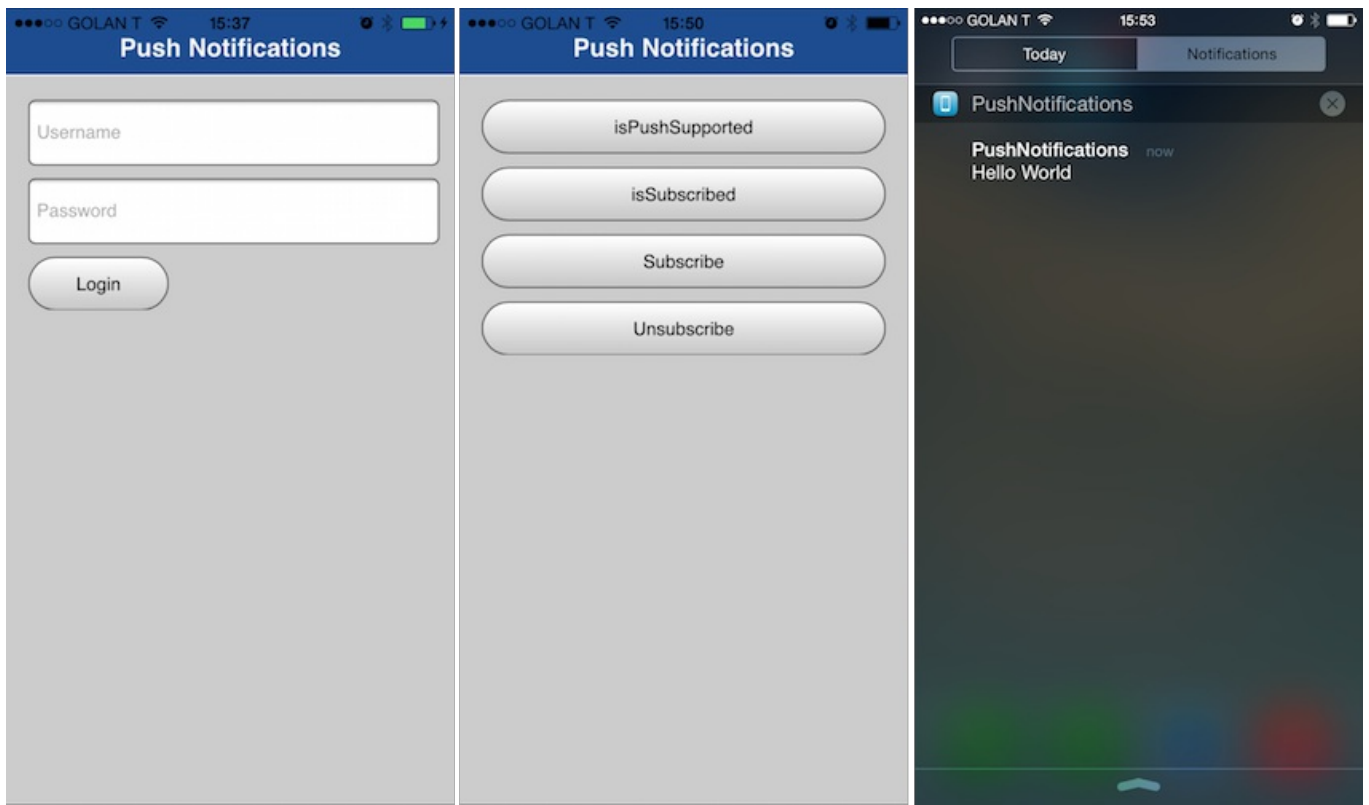 GOLAN T 15:37
Push Notifications
Username
Password
Login
GOLAN T 15:50
Push Notifications
isPushSupported
isSubscribed
Subscribe
Unsubscribe
GOLAN T 15:53
Today Notifications
PushNotifications
PushNotifications now
Hello World